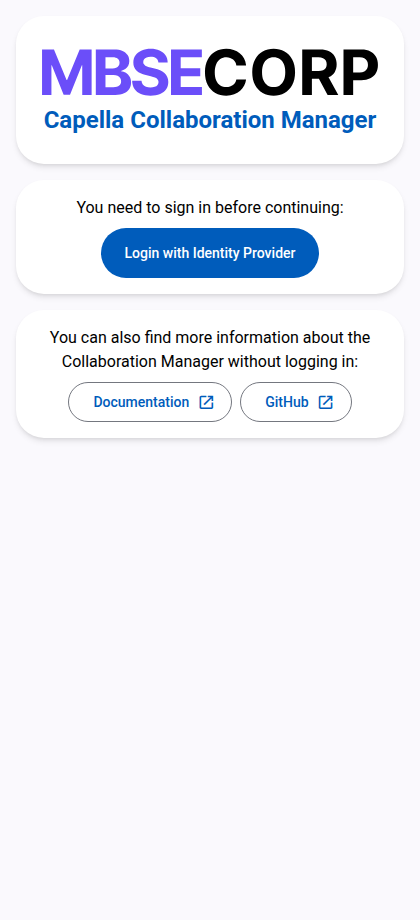 MBSECORP
Capella Collaboration Manager
You need to sign in before continuing:
Login with Identity Provider
You can also find more information about the
Collaboration Manager without logging in:
Documentation
GitHub